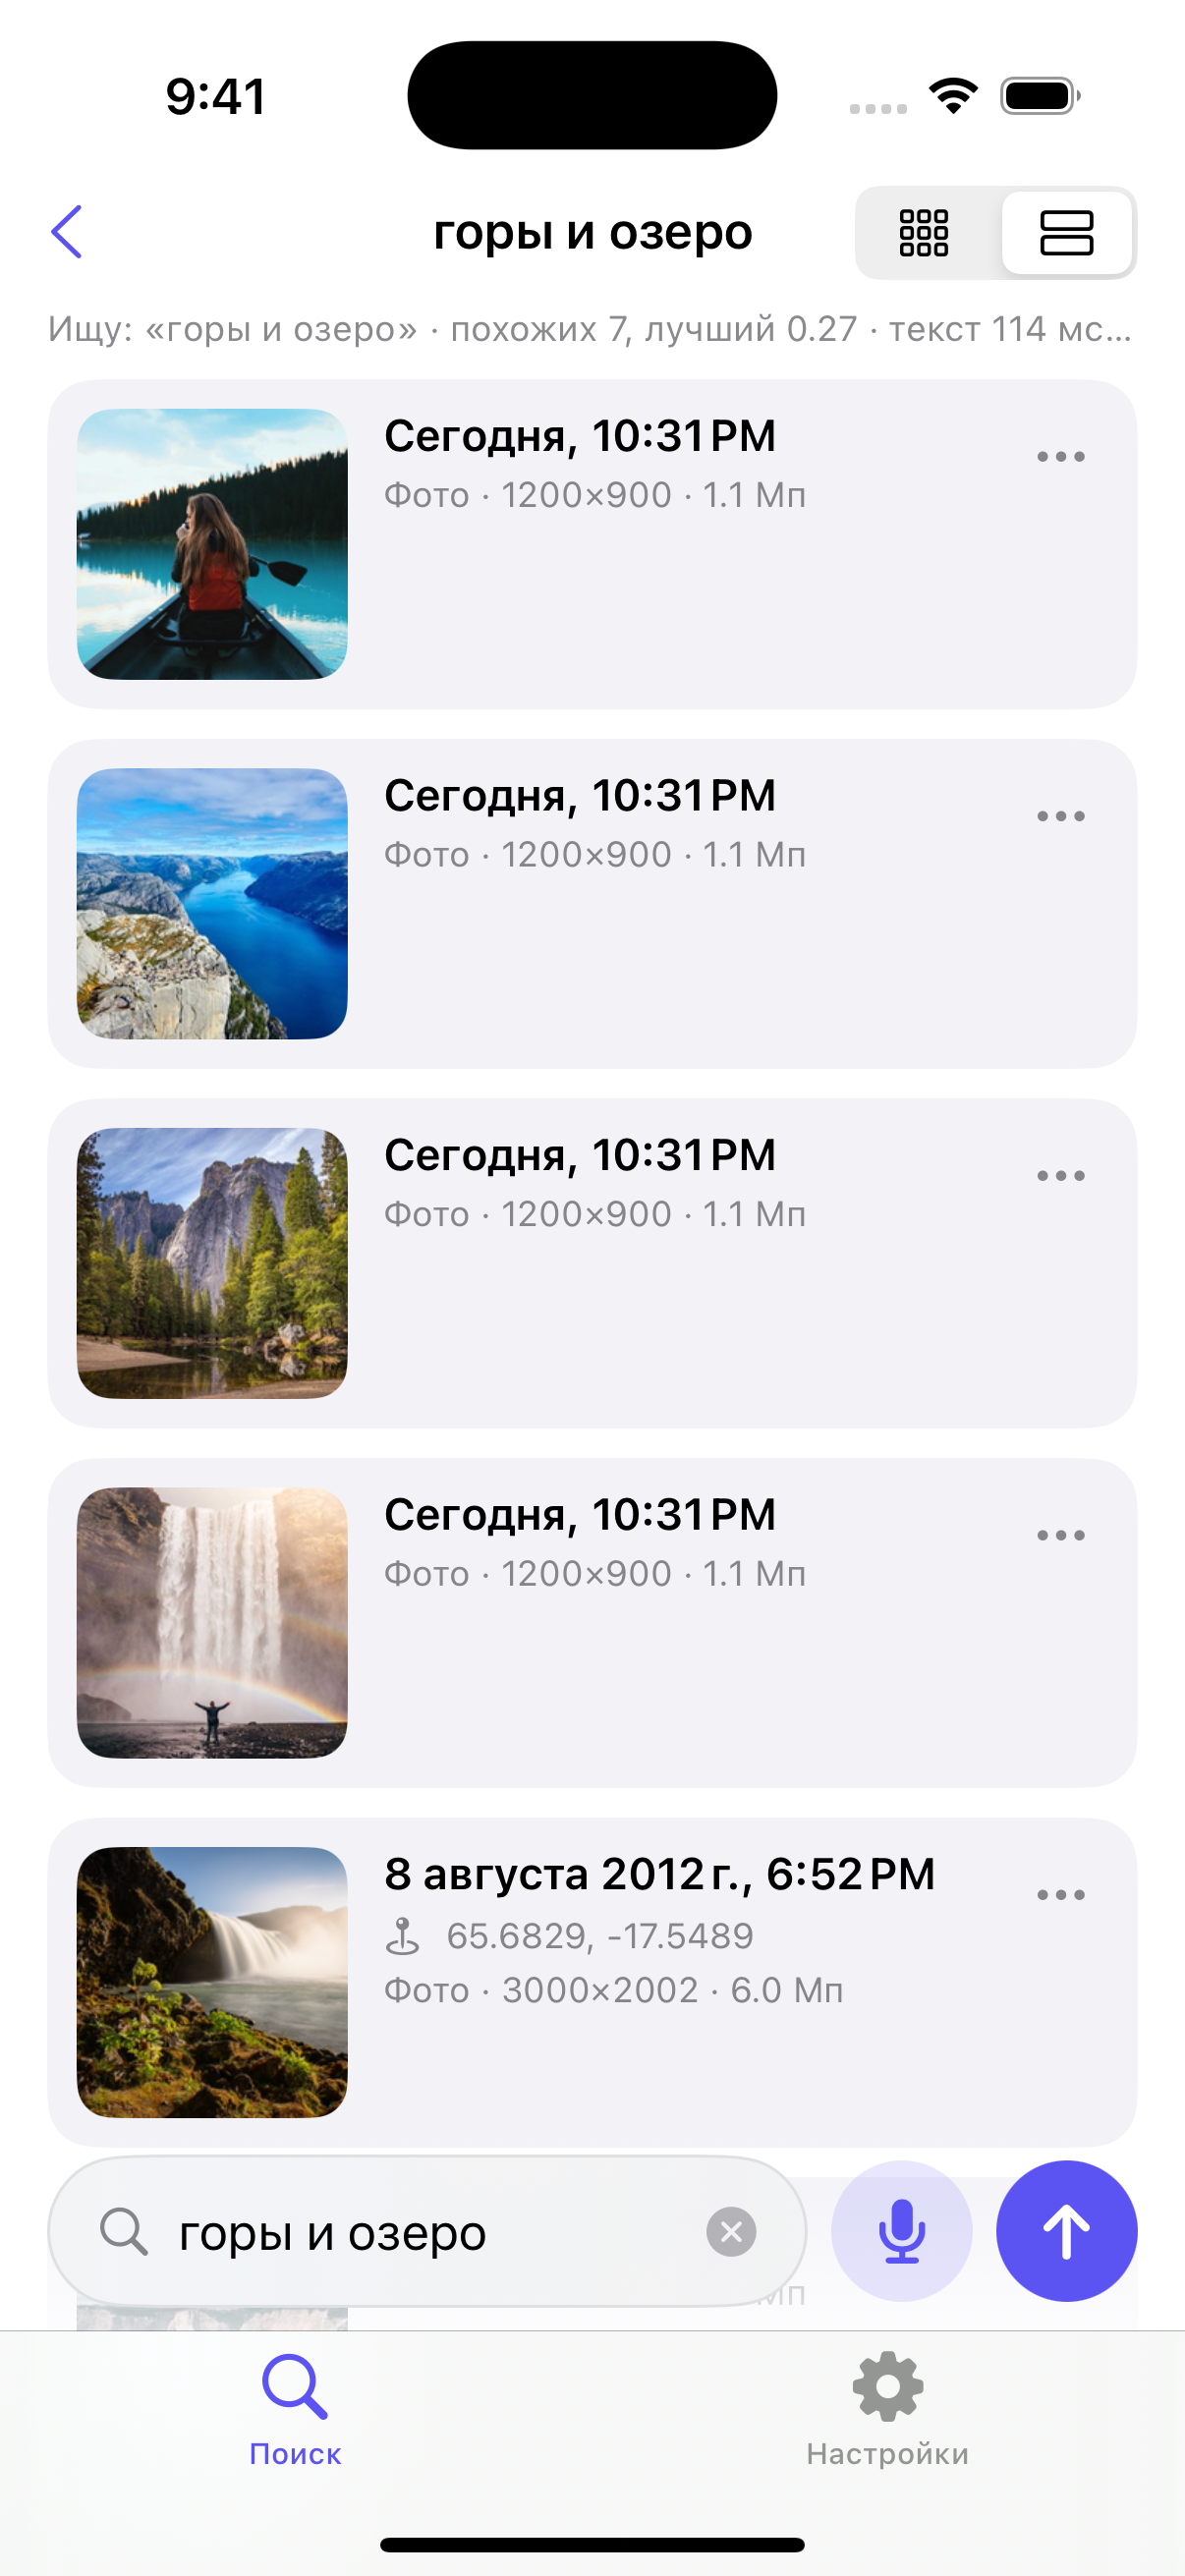 9:41
горы и озеро
Ищу: «горы и озеро» · похожих 7, лучший 0.27 · текст 114 мс...
Сегодня, 10:31 PM
Фото · 1200×900 · 1.1 Мп
Сегодня, 10:31 PM
Фото · 1200×900 · 1.1 Мп
Сегодня, 10:31 PM
Фото · 1200×900 · 1.1 Мп
Сегодня, 10:31 PM
Фото · 1200×900 · 1.1 Мп
8 августа 2012 г., 6:52 PM
65.6829, -17.5489
Фото · 3000×2002 · 6.0 Мп
горы и озеро
Мп
Поиск
Настройки